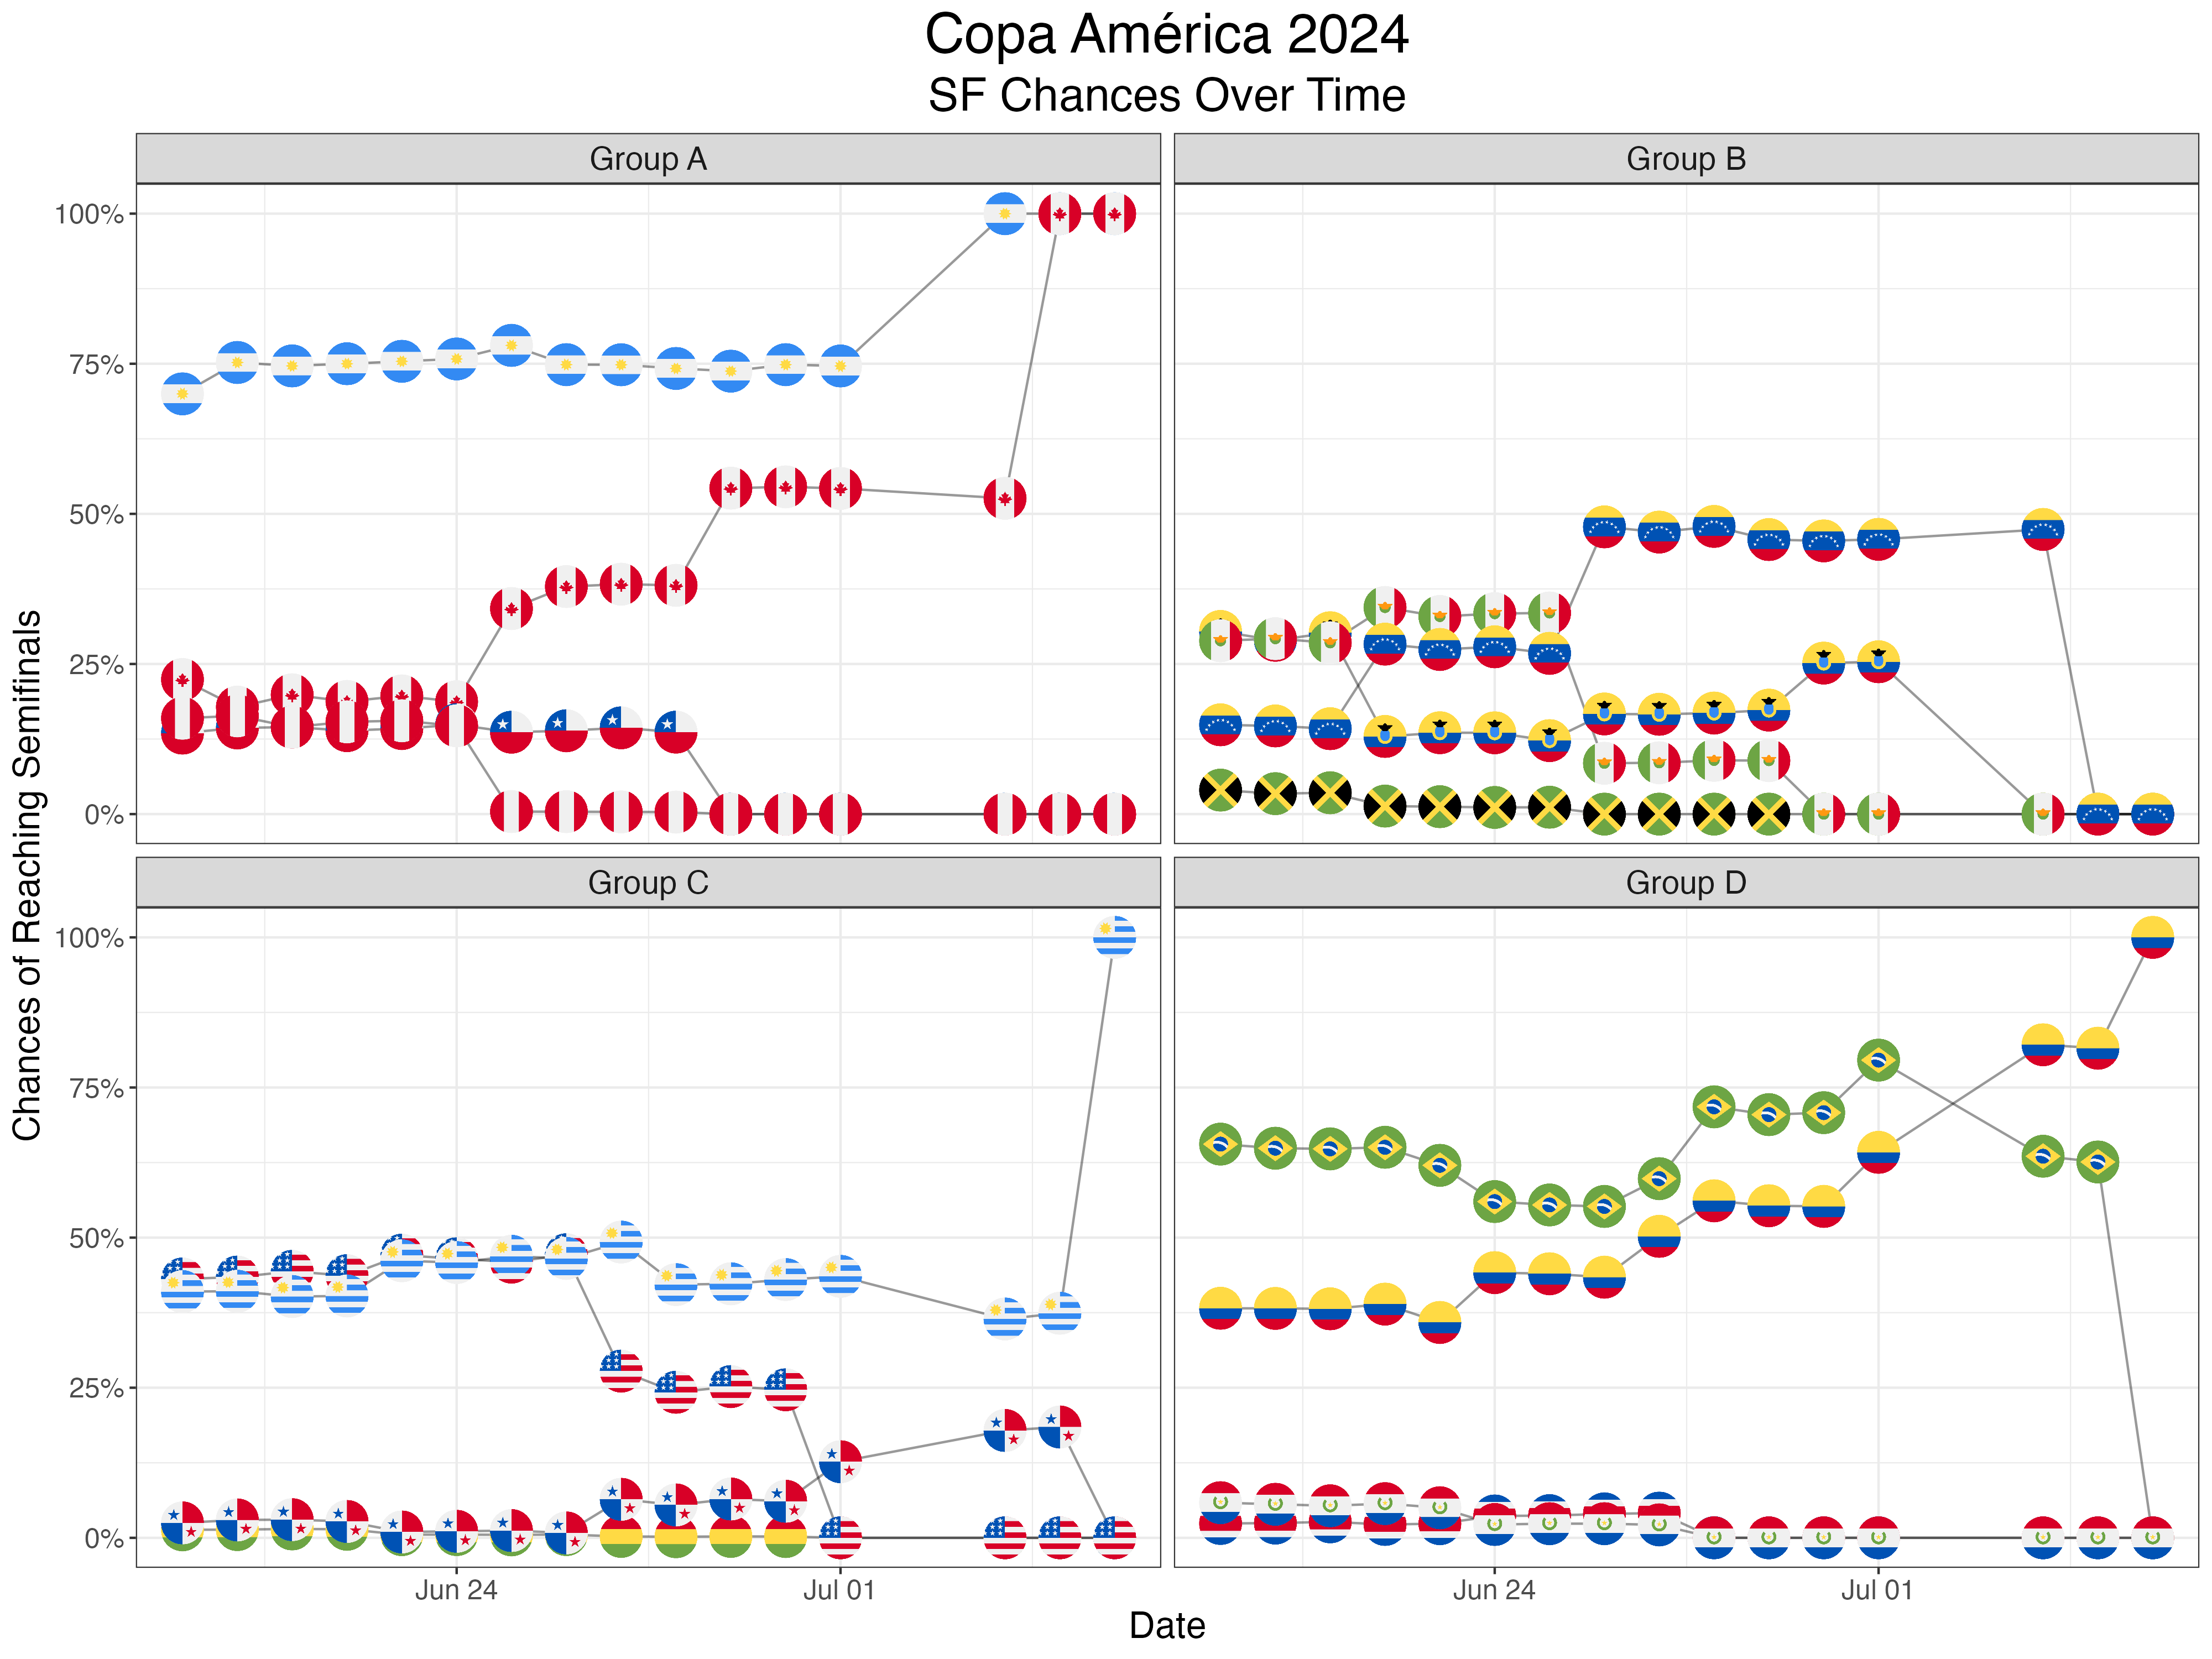 Copa América 2024
SF Chances Over Time
Group A
Group B
100%
75%
50%
25%
0%
Group C
Group D
100%
75%
50%
25%
0%
Chances of Reaching Semifinals
Jun 24
Jul 01
Jun 24
Jul 01
Date